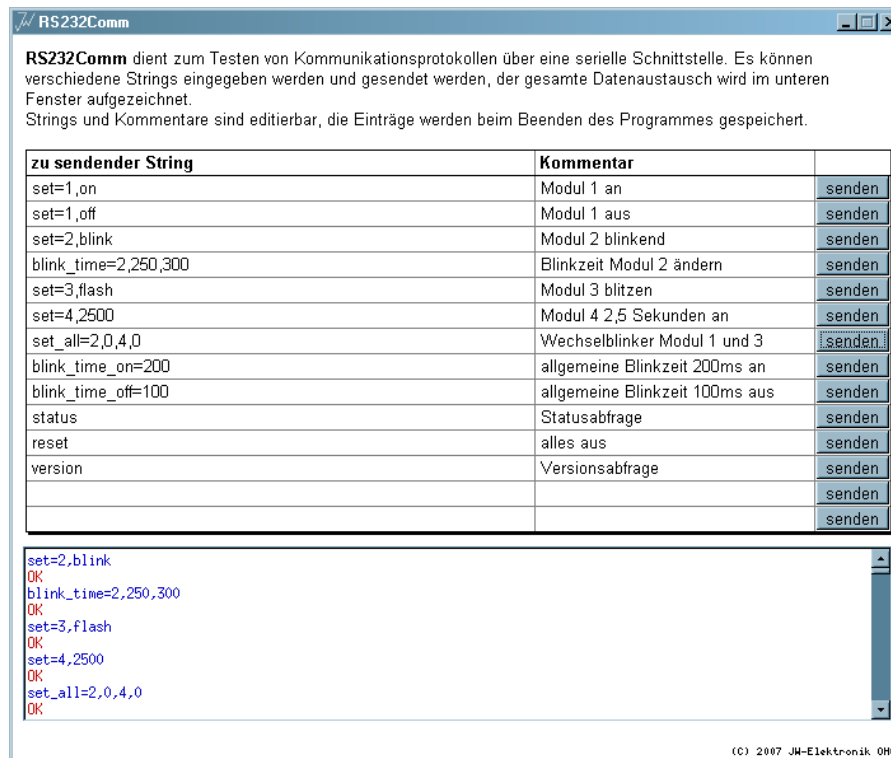 RS232Comm
RS232Comm dient zum Testen von Kommunikationsprotokollen über eine serielle Schnittstelle. Es können
verschiedene Strings eingegeben werden und gesendet werden, der gesamte Datenaustausch wird im unteren
Fenster aufgezeichnet.
Strings und Kommentare sind editierbar, die Einträge werden beim Beenden des Programmes gespeichert.
zu sendender String Kommentar
set=1,on Modul 1 an senden
set=1,off Modul 1 aus senden
set=2,blink Modul 2 blinkend senden
blink_time=2,250,300 Blinkzeit Modul 2 ändern senden
set=3,flash Modul 3 blitzen senden
set=4,2500 Modul 4 2,5 Sekunden an senden
set_all=2,0,4,0 Wechselblinker Modul 1 und 3 senden
blink_time_on=200 allgemeine Blinkzeit 200ms an senden
blink_time_off=100 allgemeine Blinkzeit 100ms aus senden
status Statusabfrage senden
reset alles aus senden
version Versionsabfrage senden
senden
senden
set=2,blink
OK
blink_time=2,250,300
OK
set=3,flash
OK
set=4,2500
OK
set_all=2,0,4,0
OK
(C) 2007 JW-Elektronik